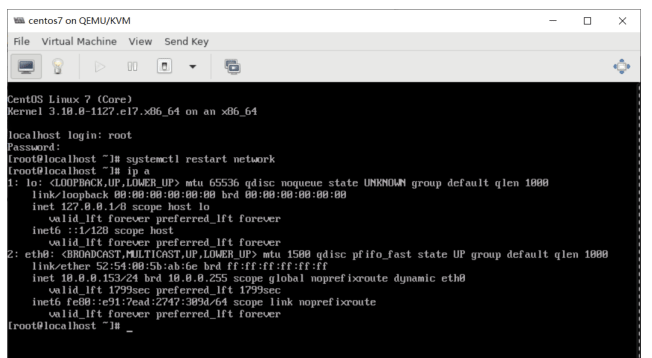 centos7 on QEMU/KVM
File Virtual Machine View Send Key
CentOS Linux 7 (Core)
Kernel 3.10.0-1127.el7.x86_64 on an x86_64
localhost login: root
Password:
[root@localhost ~]# systemctl restart network
[root@localhost ~]# ip a
1: lo: <LOOPBACK,UP,LOWER_UP> mtu 65536 qdisc noqueue state UNKNOWN group default qlen 1000
link/loopback 00:00:00:00:00:00 brd 00:00:00:00:00:00
inet 127.0.0.1/8 scope host lo
valid_lft forever preferred_lft forever
inet6 ::1/128 scope host
valid_lft forever preferred_lft forever
2: eth0: <BROADCAST,MULTICAST,UP,LOWER_UP> mtu 1500 qdisc pfifo_fast state UP group default qlen 1000
link/ether 52:54:00:5b:ab:6e brd ff:ff:ff:ff:ff:ff
inet 10.0.0.153/24 brd 10.0.0.255 scope global noprefixroute dynamic eth0
valid_lft 1799sec preferred_lft 1799sec
inet6 fe80::e91:7ead:2747:309d/64 scope link noprefixroute
valid_lft forever preferred_lft forever
[root@localhost ~]# _